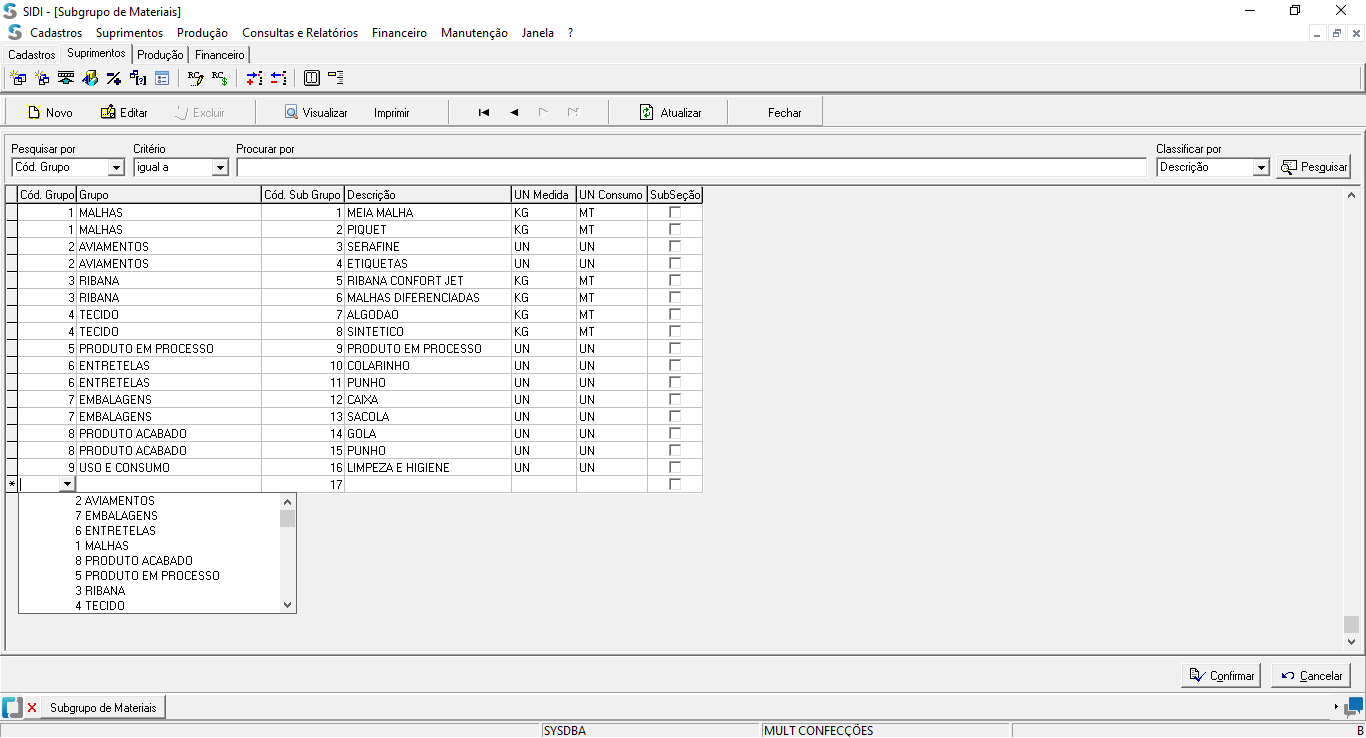 SIDI - [Subgrupo de Materiais]
Cadastros Suprimentos Produção Consultas e Relatórios Financeiro Manutenção Janela ?
Cadastros Suprimentos Produção Financeiro
Novo Editar Excluir Visualizar Imprimir Atualizar Fechar
Pesquisar por Critério Procurar por Classificar por
Cód. Grupo igual a Descrição Pesquisar
Cód. Grupo Grupo Cód. Sub Grupo Descrição UN Medida UN Consumo SubSeção
1 MALHAS 1 MEIA MALHA KG MT
1 MALHAS 2 PIQUET KG MT
2 AVIAMENTOS 3 SERAFINE UN UN
2 AVIAMENTOS 4 ETIQUETAS UN UN
3 RIBANA 5 RIBANA CONFORT JET KG MT
3 RIBANA 6 MALHAS DIFERENCIADAS KG MT
4 TECIDO 7 ALGODAO KG MT
4 TECIDO 8 SINTETICO KG MT
5 PRODUTO EM PROCESSO 9 PRODUTO EM PROCESSO UN UN
6 ENTRETELAS 10 COLARINHO UN UN
6 ENTRETELAS 11 PUNHO UN UN
7 EMBALAGENS 12 CAIXA UN UN
7 EMBALAGENS 13 SACOLA UN UN
8 PRODUTO ACABADO 14 GOLA UN UN
8 PRODUTO ACABADO 15 PUNHO UN UN
9 USO E CONSUMO 16 LIMPEZA E HIGIENE UN UN
* 17
2 AVIAMENTOS
7 EMBALAGENS
6 ENTRETELAS
1 MALHAS
8 PRODUTO ACABADO
5 PRODUTO EM PROCESSO
3 RIBANA
4 TECIDO
Confirmar Cancelar
Subgrupo de Materiais
SYSDBA MULT CONFECÇÕES B